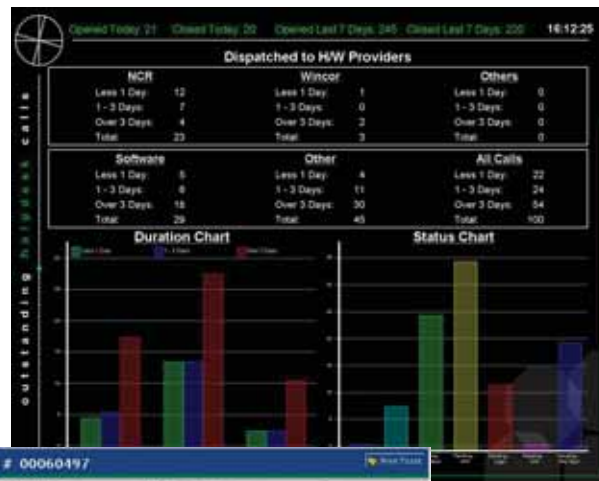 Opened Today: 21 Closed Today: 20 Opened Last 7 Days: 245 Closed Last 7 Days: 220 16:12:25
Dispatched to H/W Providers
NCR Wincor Others
Less 1 Day: 12 Less 1 Day: 1 Less 1 Day: 0
1 - 3 Days: 7 1 - 3 Days: 0 1 - 3 Days: 0
Over 3 Days: 4 Over 3 Days: 2 Over 3 Days: 0
Total: 23 Total: 3 Total: 0
Software Other All Calls
Less 1 Day: 5 Less 1 Day: 4 Less 1 Day: 22
1 - 3 Days: 6 1 - 3 Days: 11 1 - 3 Days: 24
Over 3 Days: 18 Over 3 Days: 30 Over 3 Days: 54
Total: 29 Total: 45 Total: 100
Duration Chart Status Chart
outstanding helpdesk calls
# 00060497